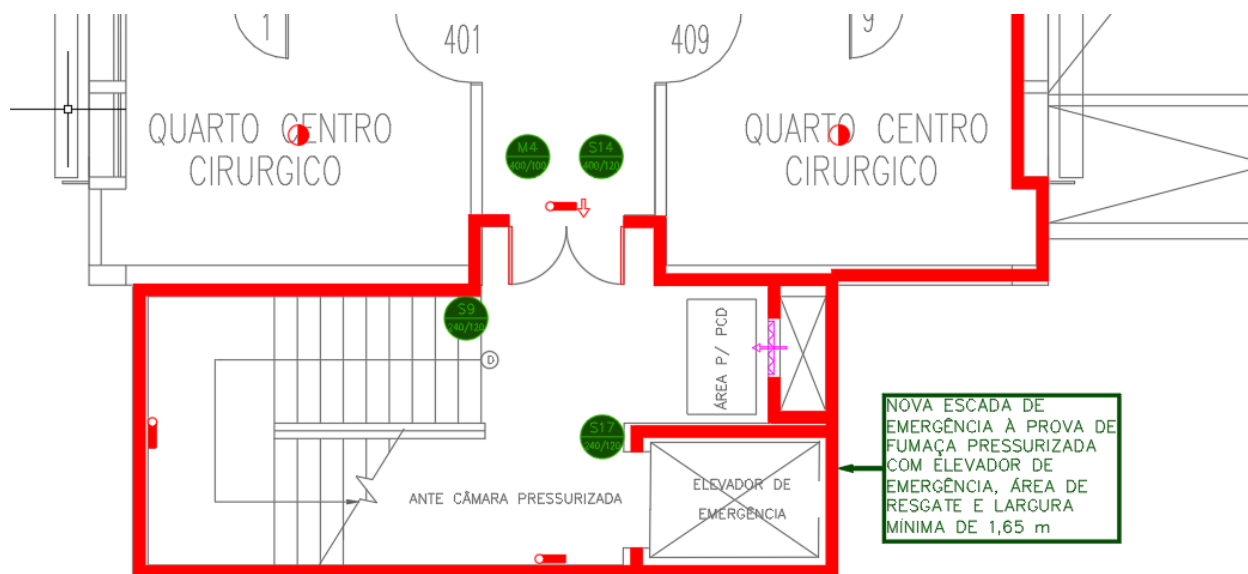 1
401
409
9
QUARTO CENTRO
CIRURGICO
M4
400/100
S14
400/120
QUARTO CENTRO
CIRURGICO
S9
240/120
D
ÁREA P/ PCD
S17
240/120
ANTE CÂMARA PRESSURIZADA
ELEVADOR DE
EMERGÊNCIA
NOVA ESCADA DE
EMERGÊNCIA À PROVA DE
FUMAÇA PRESSURIZADA
COM ELEVADOR DE
EMERGÊNCIA, ÁREA DE
RESGATE E LARGURA
MÍNIMA DE 1,65 m